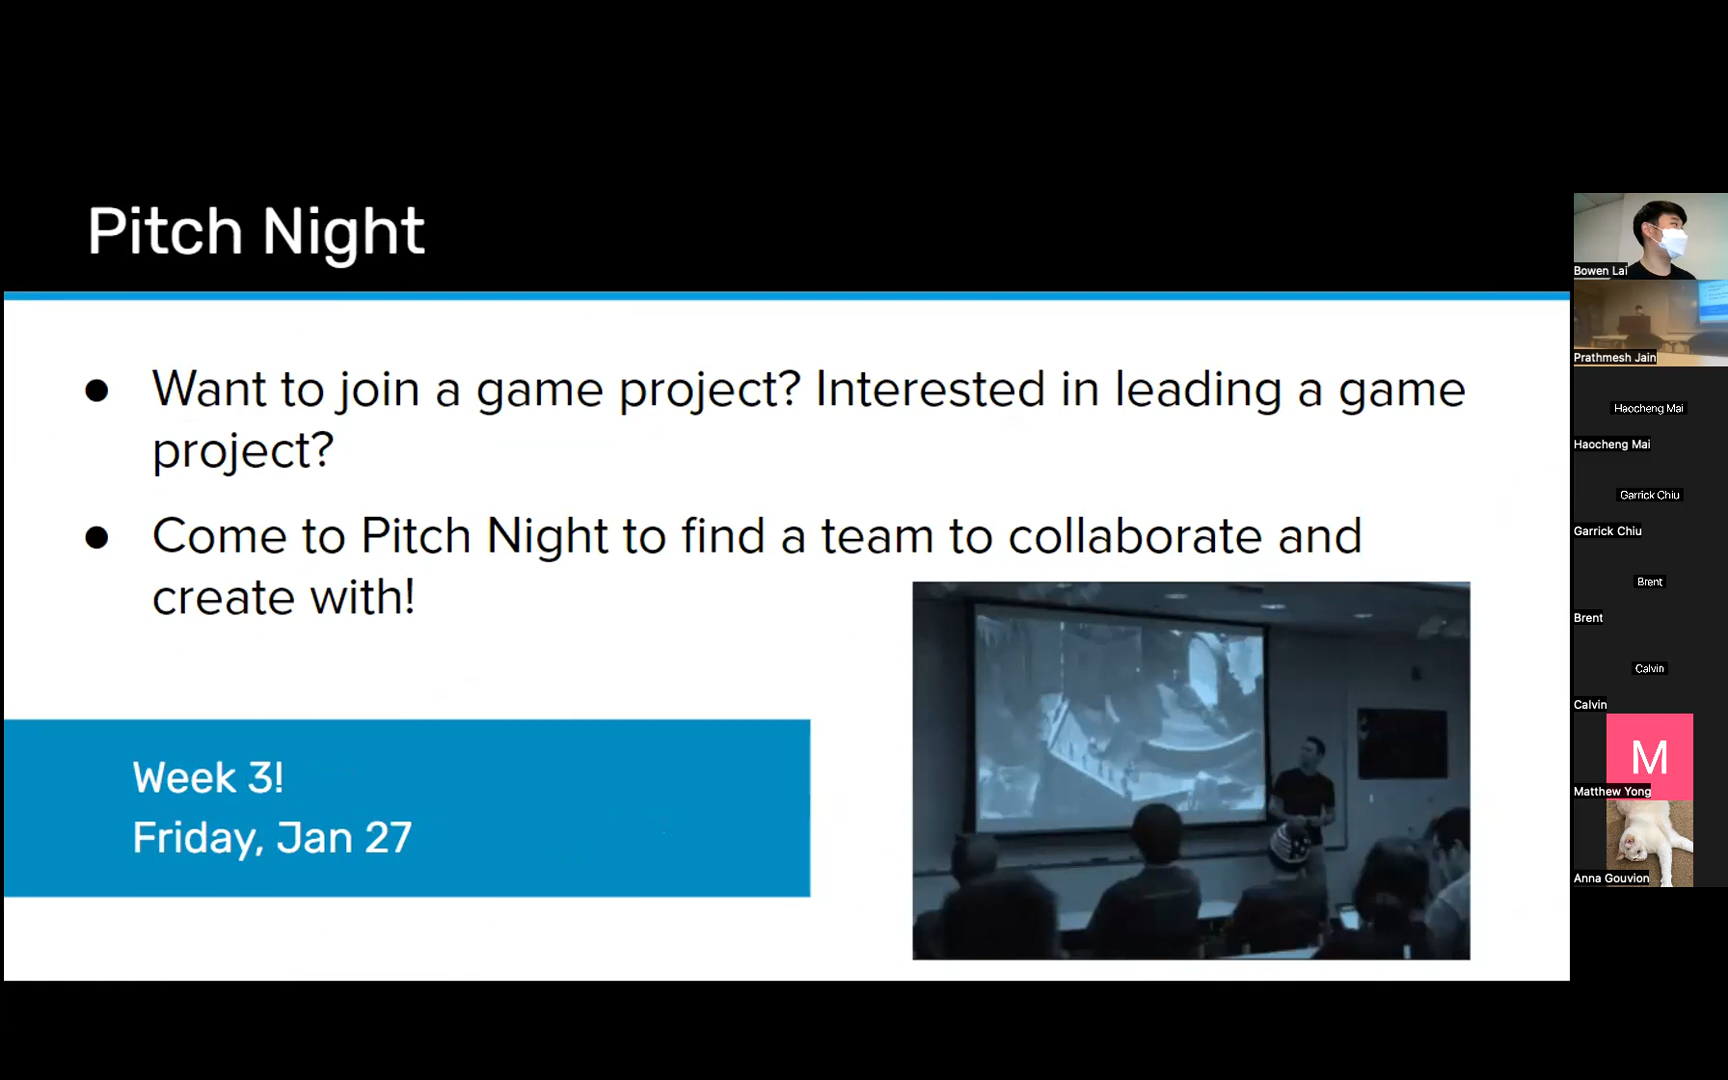 Pitch Night
● Want to join a game project? Interested in leading a game
project?
● Come to Pitch Night to find a team to collaborate and
create with!
Week 3!
Friday, Jan 27
Bowen Lai
Prathmesh Jain
Haocheng Mai
Haocheng Mai
Garrick Chiu
Garrick Chiu
Brent
Brent
Calvin
Calvin
M
Matthew Yong
Anna Gouvion